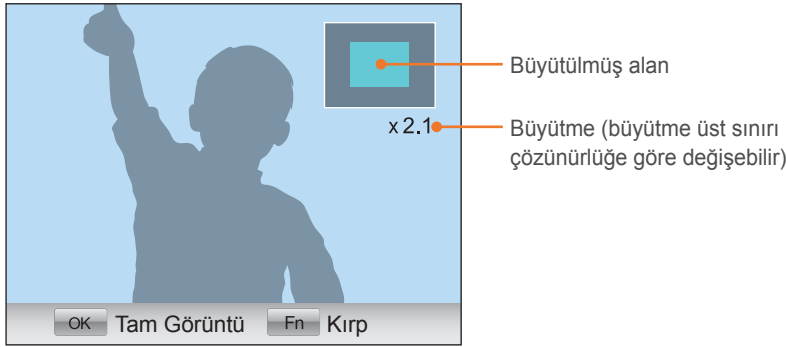 Büyütülmüş alan
x 2.1
Büyütme (büyütme üst sınırı
çözünürlüğe göre değişebilir)
OK Tam Görüntü Fn Kırp